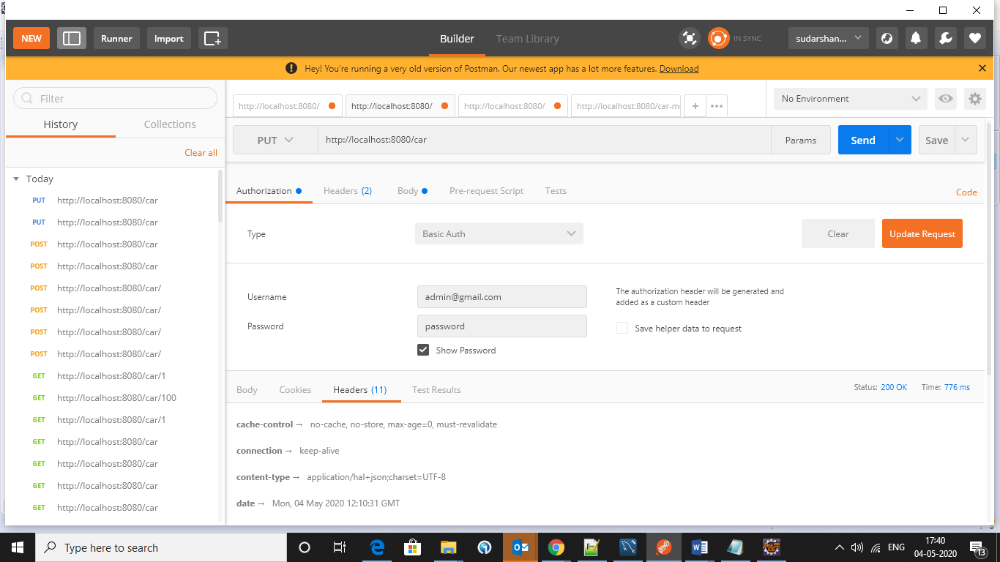 NEW
Runner
Import
Builder
Team Library
IN SYNC
sudarshan...
Hey! You're running a very old version of Postman. Our newest app has a lot more features. Download
Filter
History
Collections
Clear all
Today
PUT http://localhost:8080/car
PUT http://localhost:8080/car
POST http://localhost:8080/car
POST http://localhost:8080/car
POST http://localhost:8080/car/
POST http://localhost:8080/car/
POST http://localhost:8080/car/
POST http://localhost:8080/car/
GET http://localhost:8080/car/1
GET http://localhost:8080/car/100
GET http://localhost:8080/car/1
GET http://localhost:8080/car
GET http://localhost:8080/car
GET http://localhost:8080/car
GET http://localhost:8080/car
http://localhost:8080/
http://localhost:8080/
http://localhost:8080/
http://localhost:8080/car-m
No Environment
PUT
http://localhost:8080/car
Params
Send
Save
Authorization
Headers (2)
Body
Pre-request Script
Tests
Code
Type
Basic Auth
Clear
Update Request
Username
admin@gmail.com
The authorization header will be generated and
added as a custom header
Password
password
Save helper data to request
Show Password
Body
Cookies
Headers (11)
Test Results
Status: 200 OK
Time: 776 ms
cache-control → no-cache, no-store, max-age=0, must-revalidate
connection → keep-alive
content-type → application/hal+json;charset=UTF-8
date → Mon, 04 May 2020 12:10:31 GMT
Type here to search
ENG
17:40
04-05-2020
13